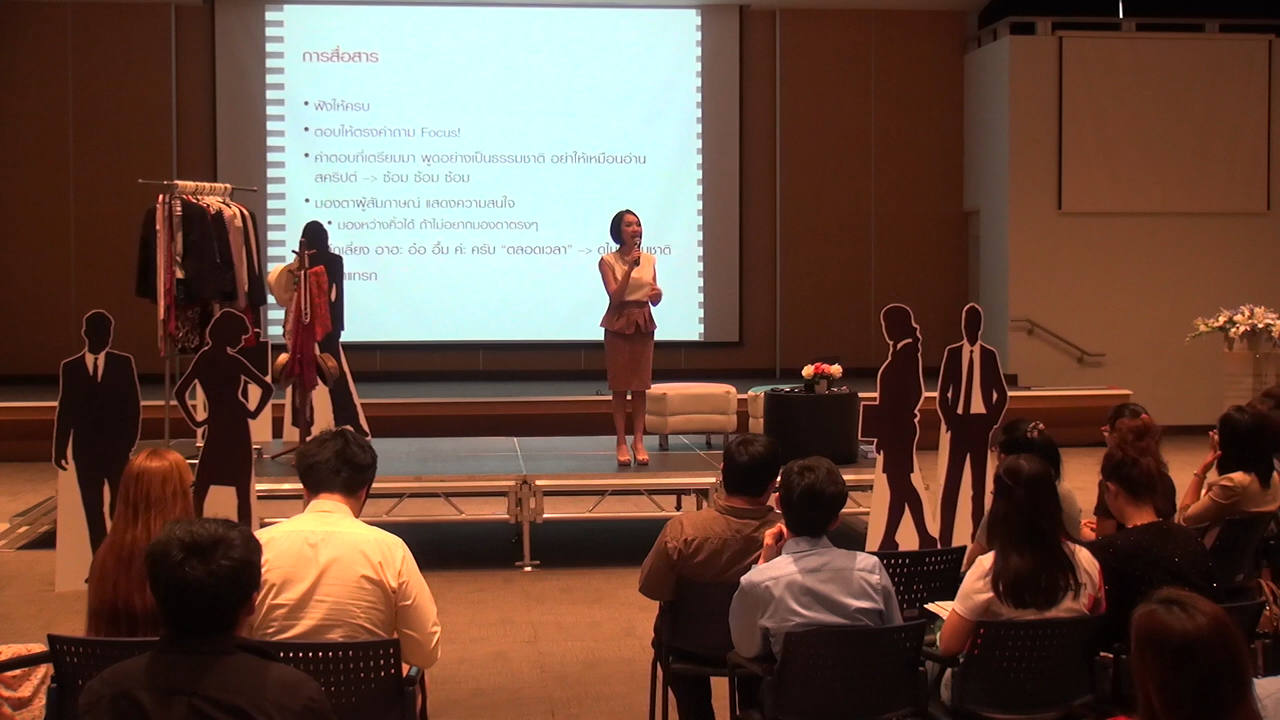 การสื่อสาร
• ฟังให้ครบ
• ตอบให้ตรงคำถาม Focus!
• คำตอบที่เตรียมมา พูดอย่างเป็นธรรมชาติ อย่าให้เหมือนอ่าน
สคริปต์ -> ซ้อม ซ้อม ซ้อม
• มองตาผู้สัมภาษณ์ แสดงความสนใจ
• มองหว่างคิ้วได้ ถ้าไม่อยากมองตาตรงๆ
อาฮะ อ๋อ อื้ม ค่ะ ครับ “ตลอดเวลา” ->